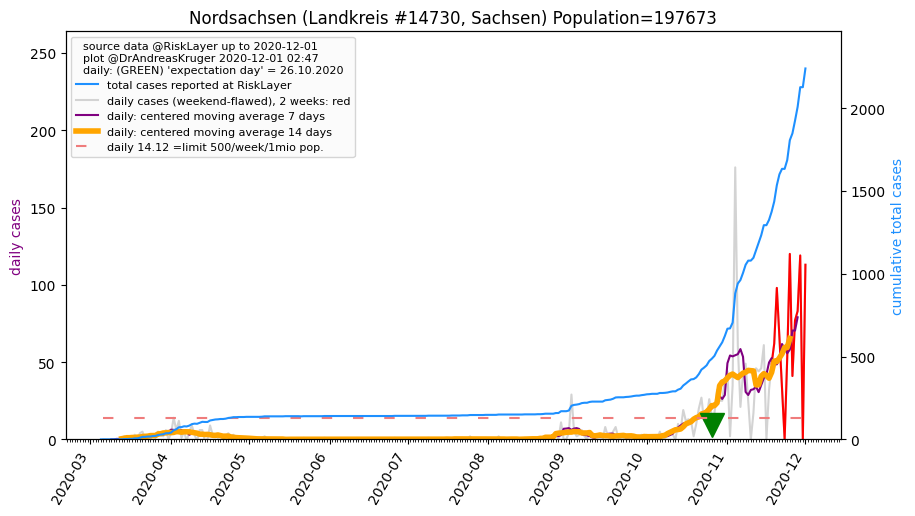 Nordsachsen (Landkreis #14730, Sachsen) Population=197673
source data @RiskLayer up to 2020-12-01
plot @DrAndreasKruger 2020-12-01 02:47
daily: (GREEN) 'expectation day' = 26.10.2020
total cases reported at RiskLayer
daily cases (weekend-flawed), 2 weeks: red
daily: centered moving average 7 days
daily: centered moving average 14 days
daily 14.12 =limit 500/week/1mio pop.
daily cases
250
200
150
100
50
0
cumulative total cases
2000
1500
1000
500
0
2020-03
2020-04
2020-05
2020-06
2020-07
2020-08
2020-09
2020-10
2020-11
2020-12